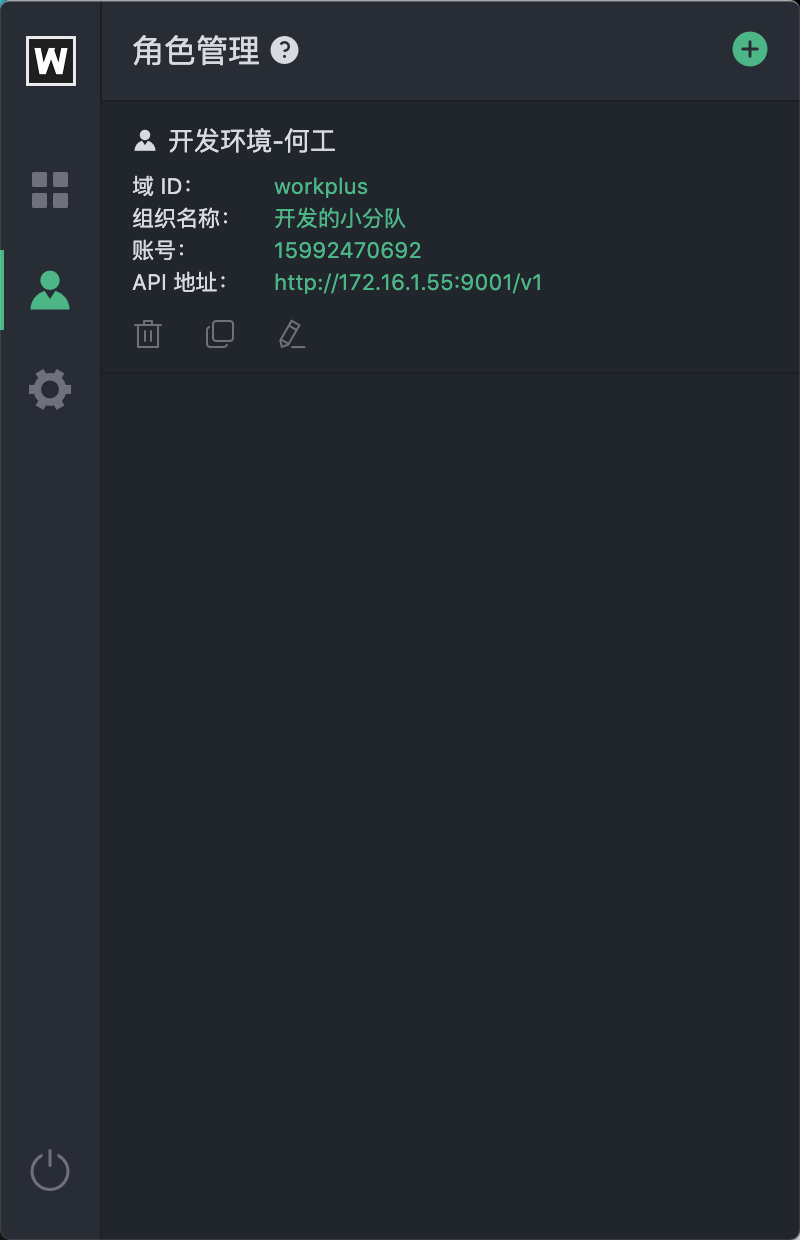 W
角色管理 ?
开发环境-何工
域 ID： workplus
组织名称： 开发的小分队
账号： 15992470692
API 地址： http://172.16.1.55:9001/v1